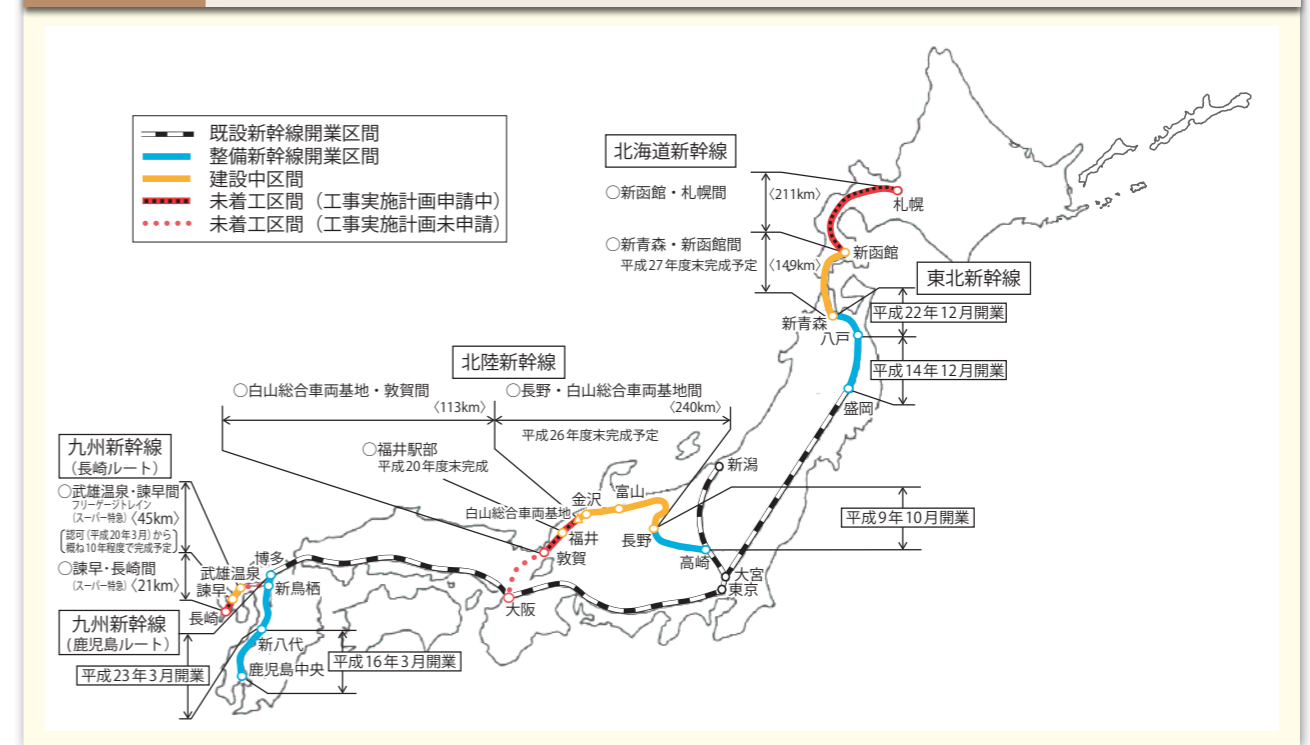 既設新幹線開業区間
整備新幹線開業区間
建設中区間
未着工区間（工事実施計画申請中）
未着工区間（工事実施計画未申請）
北海道新幹線
○新函館・札幌間
〈211km〉
札幌
○新青森・新函館間
平成27年度末完成予定
〈149km〉
新函館
東北新幹線
新青森
平成22年12月開業
八戸
平成14年12月開業
盛岡
北陸新幹線
○白山総合車両基地・敦賀間
〈113km〉
○長野・白山総合車両基地間
〈240km〉
平成26年度末完成予定
○福井駅部
平成20年度末完成
新潟
富山
金沢
白山総合車両基地
福井
長野
敦賀
高崎
平成9年10月開業
大宮
東京
大阪
九州新幹線
（長崎ルート）
○武雄温泉・諫早間
フリーゲージトレイン
（スーパー特急）〈45km〉
認可（平成20年3月）から
概ね10年程度で完成予定
○諫早・長崎間
（スーパー特急）〈21km〉
博多
武雄温泉
新鳥栖
諫早
長崎
九州新幹線
（鹿児島ルート）
新八代
平成16年3月開業
鹿児島中央
平成23年3月開業